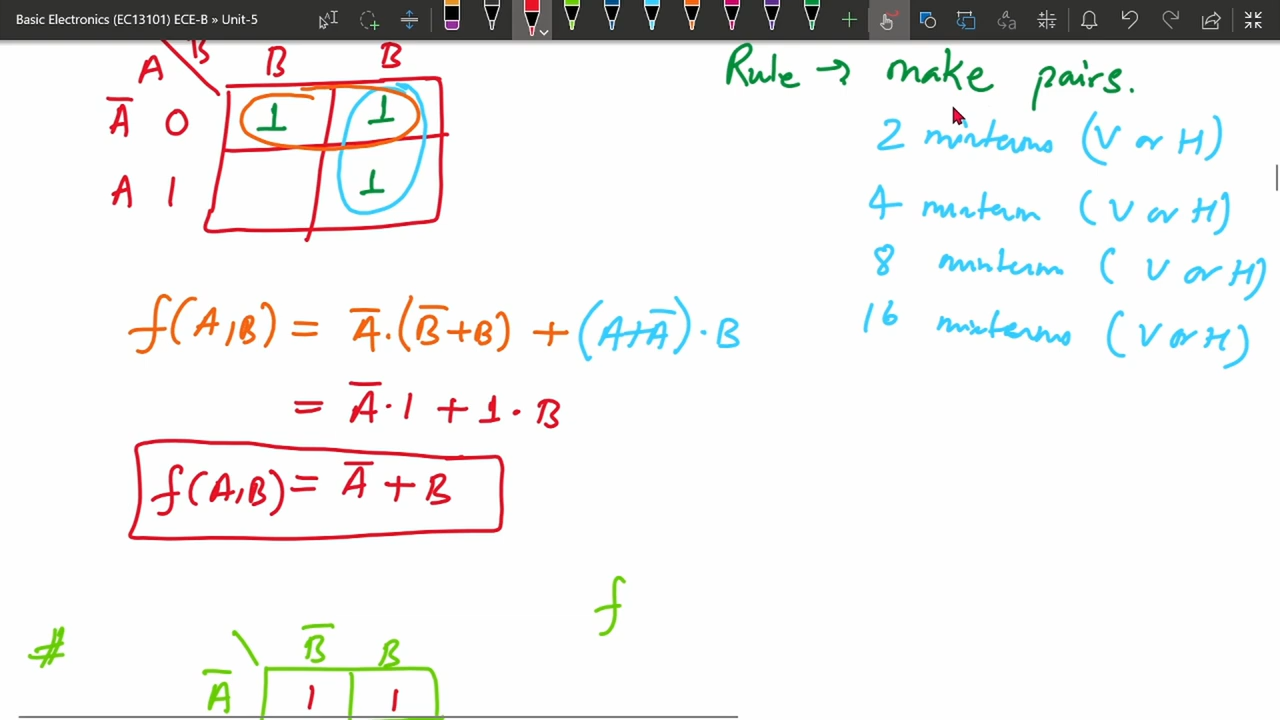 Basic Electronics (EC13101) ECE-B » Unit-5
B B B
A
Rule → make pairs.
Ā 0 1 1
2 minterms (V or H)
A 1 1
4 minterm (V or H)
8 minterms (V or H)
16 minterms (V or H)
f(A,B) = Ā.(B̄+B) + (A+Ā).B
= Ā.1 + 1.B
f(A,B) = Ā + B
f
# B̄ B
Ā 1 1